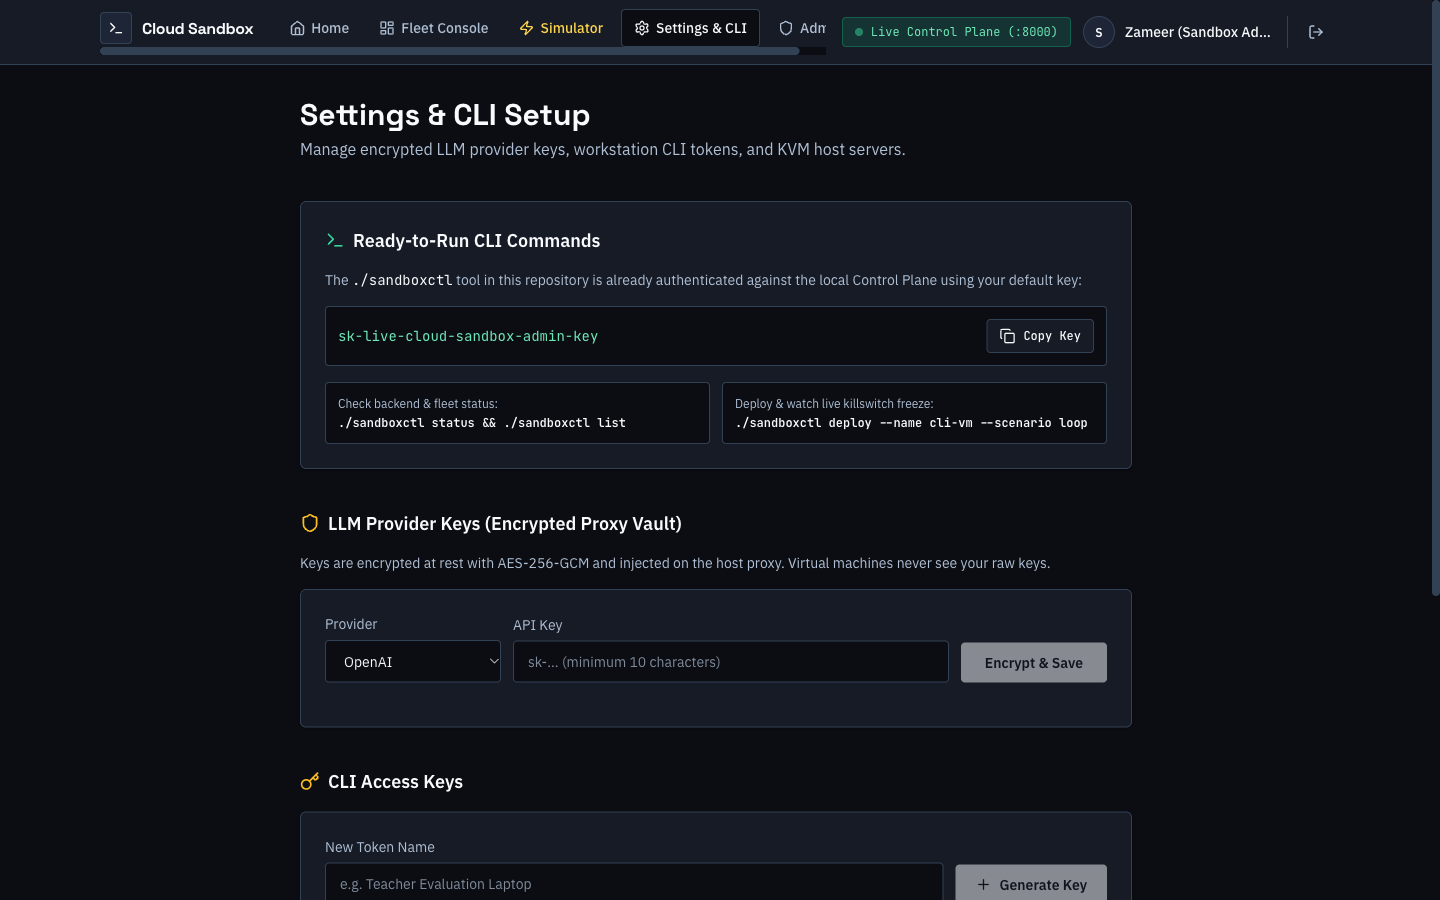 Cloud Sandbox
Home
Fleet Console
Simulator
Settings & CLI
Adm
Live Control Plane (:8000)
S
Zameer (Sandbox Ad...
Settings & CLI Setup
Manage encrypted LLM provider keys, workstation CLI tokens, and KVM host servers.
Ready-to-Run CLI Commands
The ./sandboxctl tool in this repository is already authenticated against the local Control Plane using your default key:
sk-live-cloud-sandbox-admin-key
Copy Key
Check backend & fleet status:
./sandboxctl status && ./sandboxctl list
Deploy & watch live killswitch freeze:
./sandboxctl deploy --name cli-vm --scenario loop
LLM Provider Keys (Encrypted Proxy Vault)
Keys are encrypted at rest with AES-256-GCM and injected on the host proxy. Virtual machines never see your raw keys.
Provider
API Key
OpenAI
sk-... (minimum 10 characters)
Encrypt & Save
CLI Access Keys
New Token Name
e.g. Teacher Evaluation Laptop
Generate Key